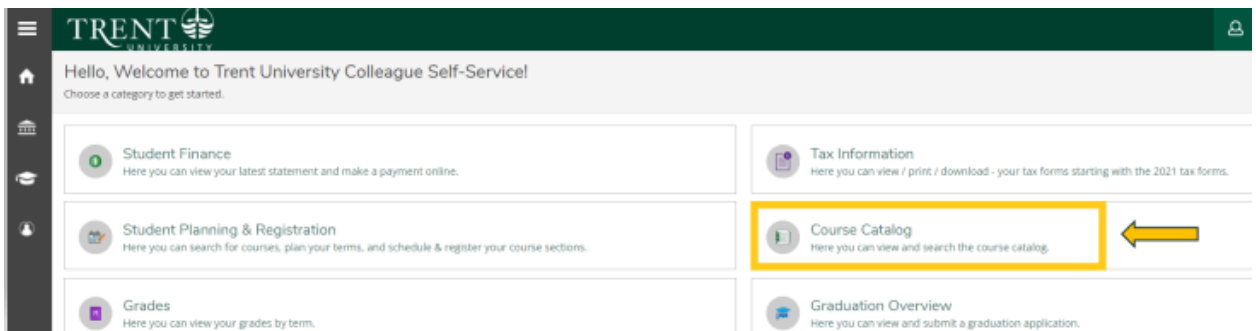 TRENT
UNIVERSITY
Hello, Welcome to Trent University Colleague Self-Service!
Choose a category to get started.
Student Finance
Here you can view your latest statement and make a payment online.
Tax Information
Here you can view / print / download - your tax forms starting with the 2021 tax forms.
Student Planning & Registration
Here you can search for courses, plan your terms, and schedule & register your course sections.
Course Catalog
Here you can view and search the course catalog.
Grades
Here you can view your grades by term.
Graduation Overview
Here you can view and submit a graduation application.